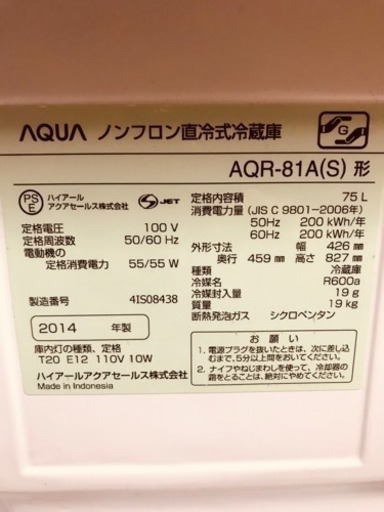 AQUA ノンフロン直冷式冷蔵庫
G
AQR-81A(S) 形
PS
E
ハイアール
アクアセールス株式会社
S JET
定格電圧 100 V
定格周波数 50/60 Hz
電動機の
定格消費電力 55/55 W
製造番号 4IS08438
2014 年製
庫内灯の種類、定格
T20 E12 110V 10W
ハイアールアクアセールス株式会社
Made in Indonesia
定格内容積 75 L
消費電力量 (JIS C 9801-2006年)
50Hz 200 kWh/年
60Hz 200 kWh/年
外形寸法 幅 426 mm
奥行 459 mm 高さ 827 mm
種類 冷蔵庫
冷媒 R600a
冷媒封入量 19 g
質量 19 kg
断熱発泡ガス シクロペンタン
お 願 い
1. 電源プラグを抜いたときは、次に差し込
むまで、5分以上間をおいてください。
2. ナイフやねじまわしを使って、冷却器の
霜をとることは、絶対にやめてください。